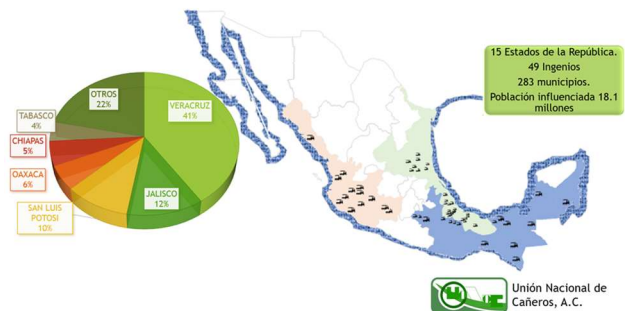 OTROS
22%
VERACRUZ
41%
TABASCO
4%
CHIAPAS
5%
OAXACA
6%
SAN LUIS
POTOSI
10%
JALISCO
12%
15 Estados de la República.
49 Ingenios
283 municipios.
Población influenciada 18.1
millones
Unión Nacional de
Cañeros, A.C.